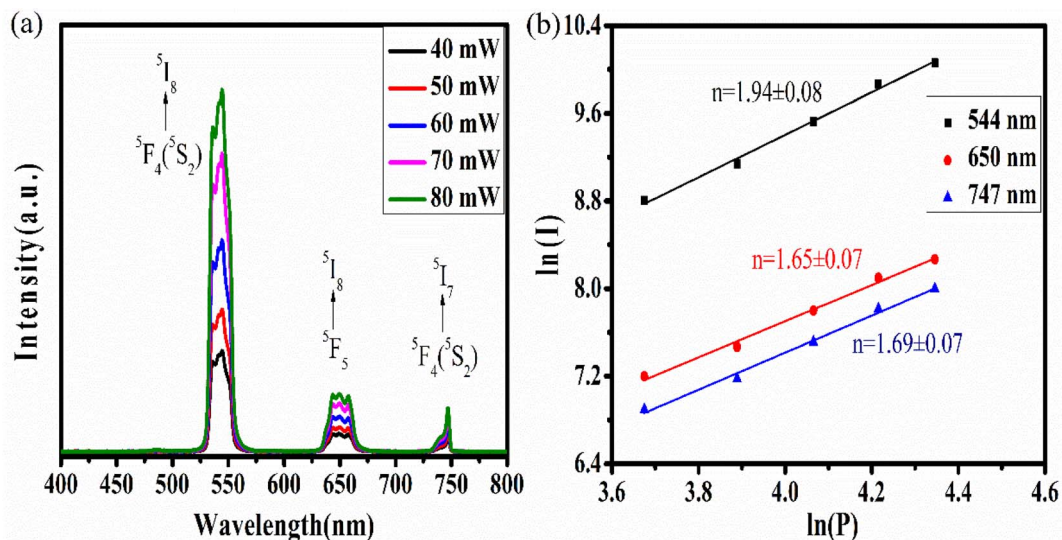 (a)
Intensity(a.u.)
⁵I₈
⁵F₄(⁵S₂)
⁵I₈
⁵F₅
⁵I₇
⁵F₄(⁵S₂)
40 mW
50 mW
60 mW
70 mW
80 mW
400 450 500 550 600 650 700 750 800
Wavelength(nm)
(b)
ln(I)
10.4
9.6
8.8
8.0
7.2
6.4
n=1.94±0.08
n=1.65±0.07
n=1.69±0.07
544 nm
650 nm
747 nm
3.6 3.8 4.0 4.2 4.4 4.6
ln(P)